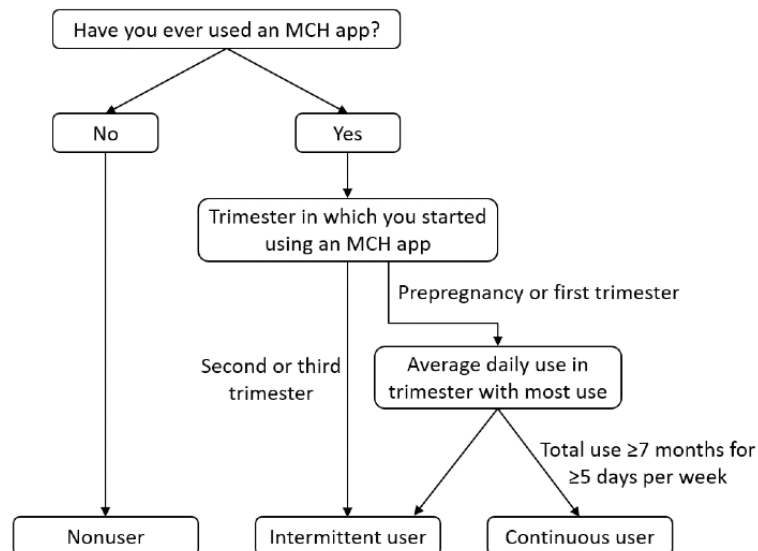 Have you ever used an MCH app?
No
Yes
Trimester in which you started
using an MCH app
Prepregnancy or first trimester
Second or third
trimester
Average daily use in
trimester with most use
Total use ≥7 months for
≥5 days per week
Nonuser
Intermittent user
Continuous user